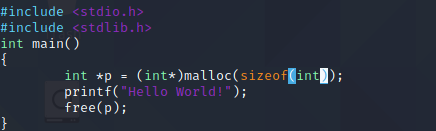 #include <stdio.h>
#include <stdlib.h>
int main()
{
        int *p = (int*)malloc(sizeof(int));
        printf("Hello World!");
        free(p);
}